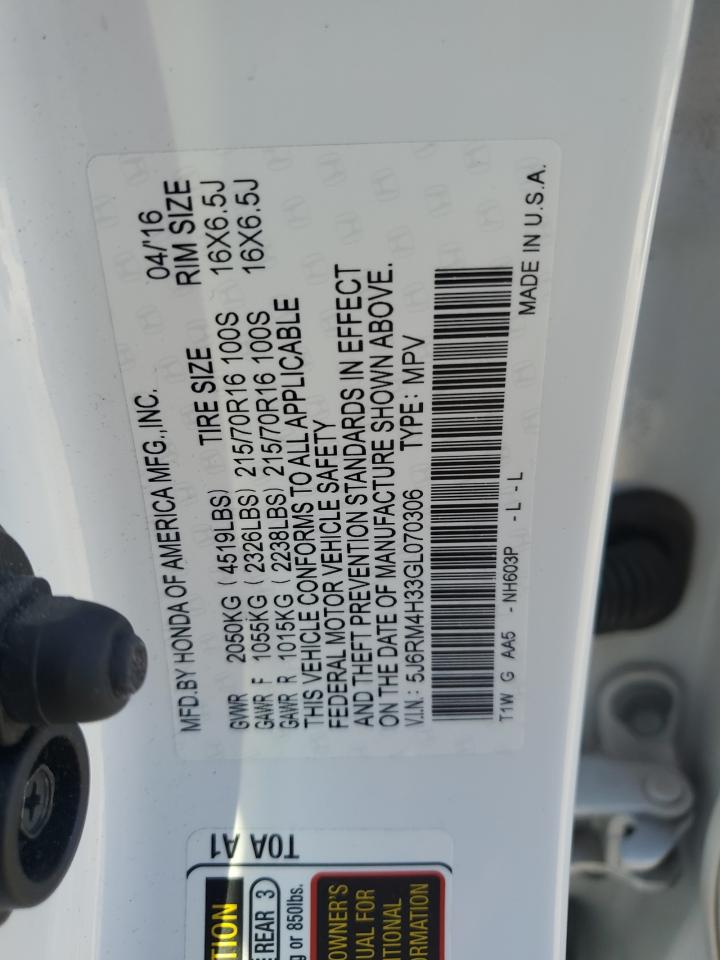 MFD.BY HONDA OF AMERICA MFG.,INC. 04/'16
TIRE SIZE RIM SIZE
GVWR 2050KG ( 4519LBS)
GAWR F 1055KG ( 2326LBS) 215/70R16 100S 16X6.5J
GAWR R 1015KG ( 2238LBS) 215/70R16 100S 16X6.5J
THIS VEHICLE CONFORMS TO ALL APPLICABLE
FEDERAL MOTOR VEHICLE SAFETY
AND THEFT PREVENTION STANDARDS IN EFFECT
ON THE DATE OF MANUFACTURE SHOWN ABOVE.
V.I.N.: 5J6RM4H33GL070306 TYPE: MPV
T1W G AA5 - NH603P - L - L
MADE IN U.S.A.
T0A A1
TION
REAR 3
or 850lbs.
OWNER'S
UAL FOR
ITIONAL
ORMATION